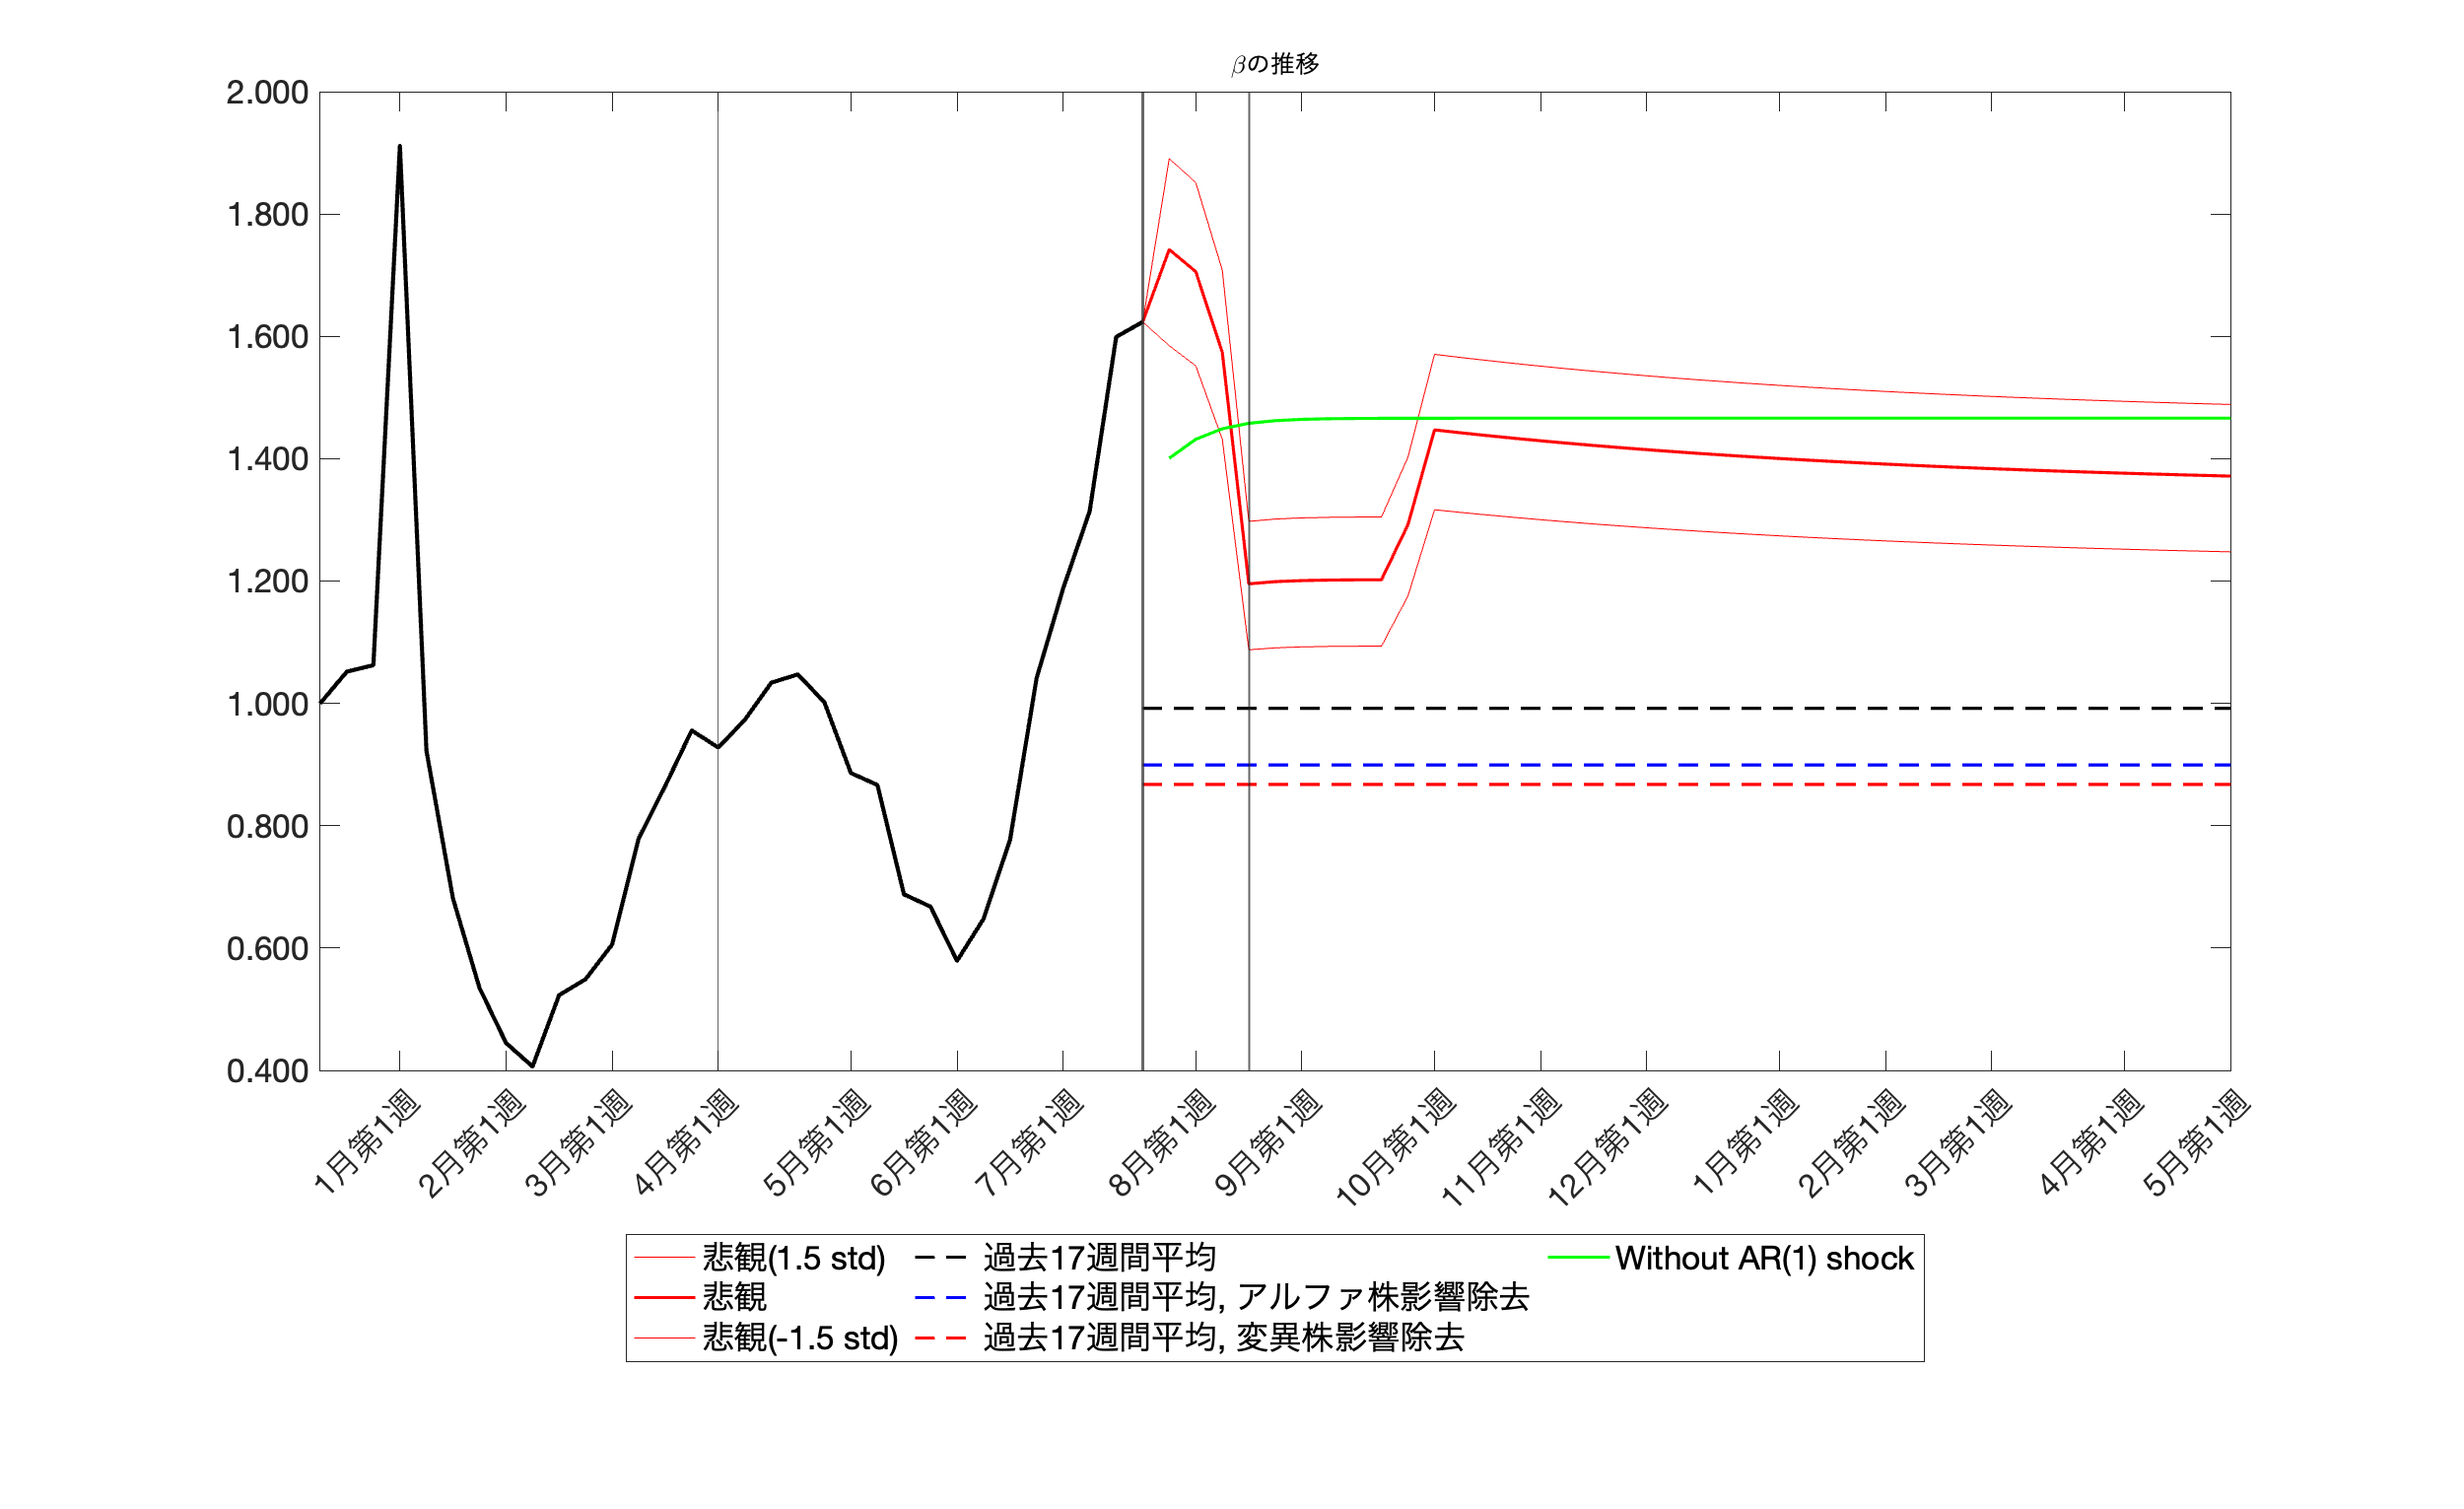 βの推移
2.000
1.800
1.600
1.400
1.200
1.000
0.800
0.600
0.400
1月第1週
2月第1週
3月第1週
4月第1週
5月第1週
6月第1週
7月第1週
8月第1週
9月第1週
10月第1週
11月第1週
12月第1週
1月第1週
2月第1週
3月第1週
4月第1週
5月第1週
悲観(1.5 std)
悲観
悲観(-1.5 std)
過去17週間平均
過去17週間平均, アルファ株影響除去
過去17週間平均, 変異株影響除去
Without AR(1) shock